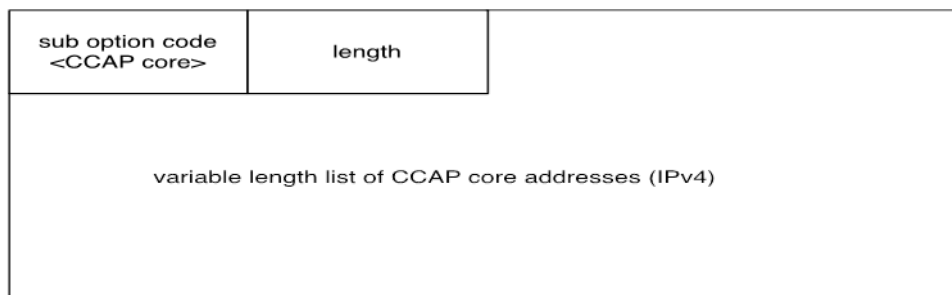 sub option code
<CCAP core>
length
variable length list of CCAP core addresses (IPv4)